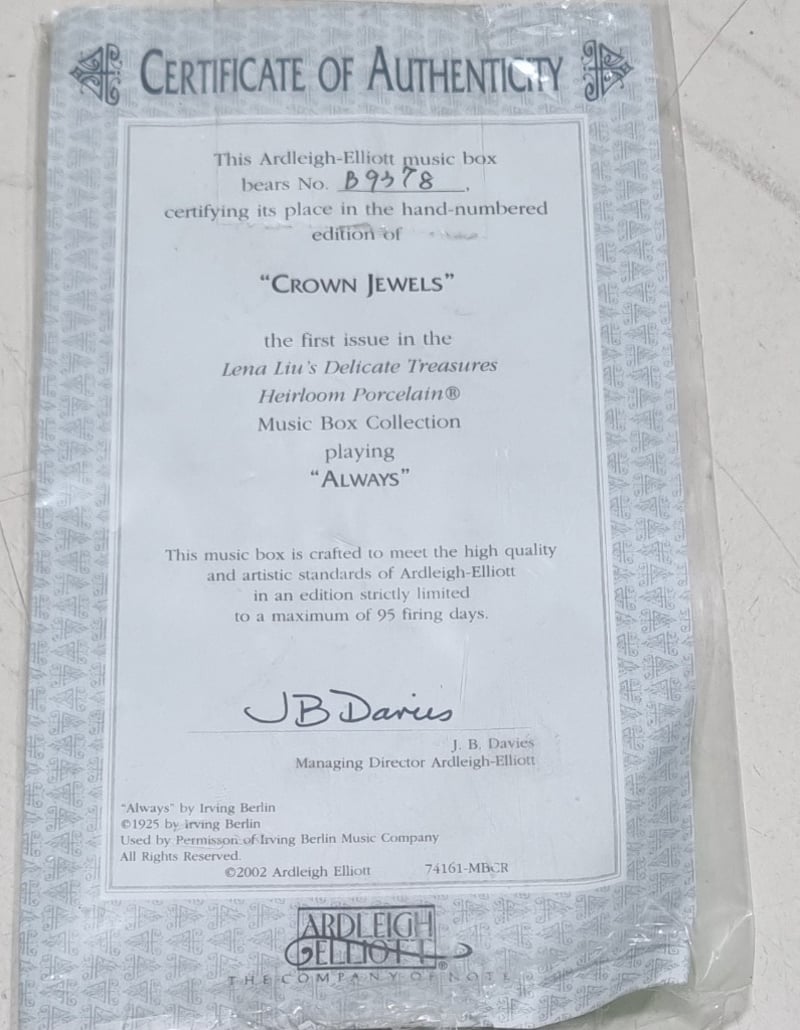 CERTIFICATE OF AUTHENTICITY
This Ardleigh-Elliott music box
bears No. B9378,
certifying its place in the hand-numbered
edition of
"CROWN JEWELS"
the first issue in the
Lena Liu's Delicate Treasures
Heirloom Porcelain®
Music Box Collection
playing
"ALWAYS"
This music box is crafted to meet the high quality
and artistic standards of Ardleigh-Elliott
in an edition strictly limited
to a maximum of 95 firing days.
JB Davies
J. B. Davies
Managing Director Ardleigh-Elliott
"Always" by Irving Berlin
©1925 by Irving Berlin
Used by Permisson of Irving Berlin Music Company
All Rights Reserved.
©2002 Ardleigh Elliott 74161-MBCR
ARDLEIGH
ELLIOTT®
THE COMPANY OF NOTE